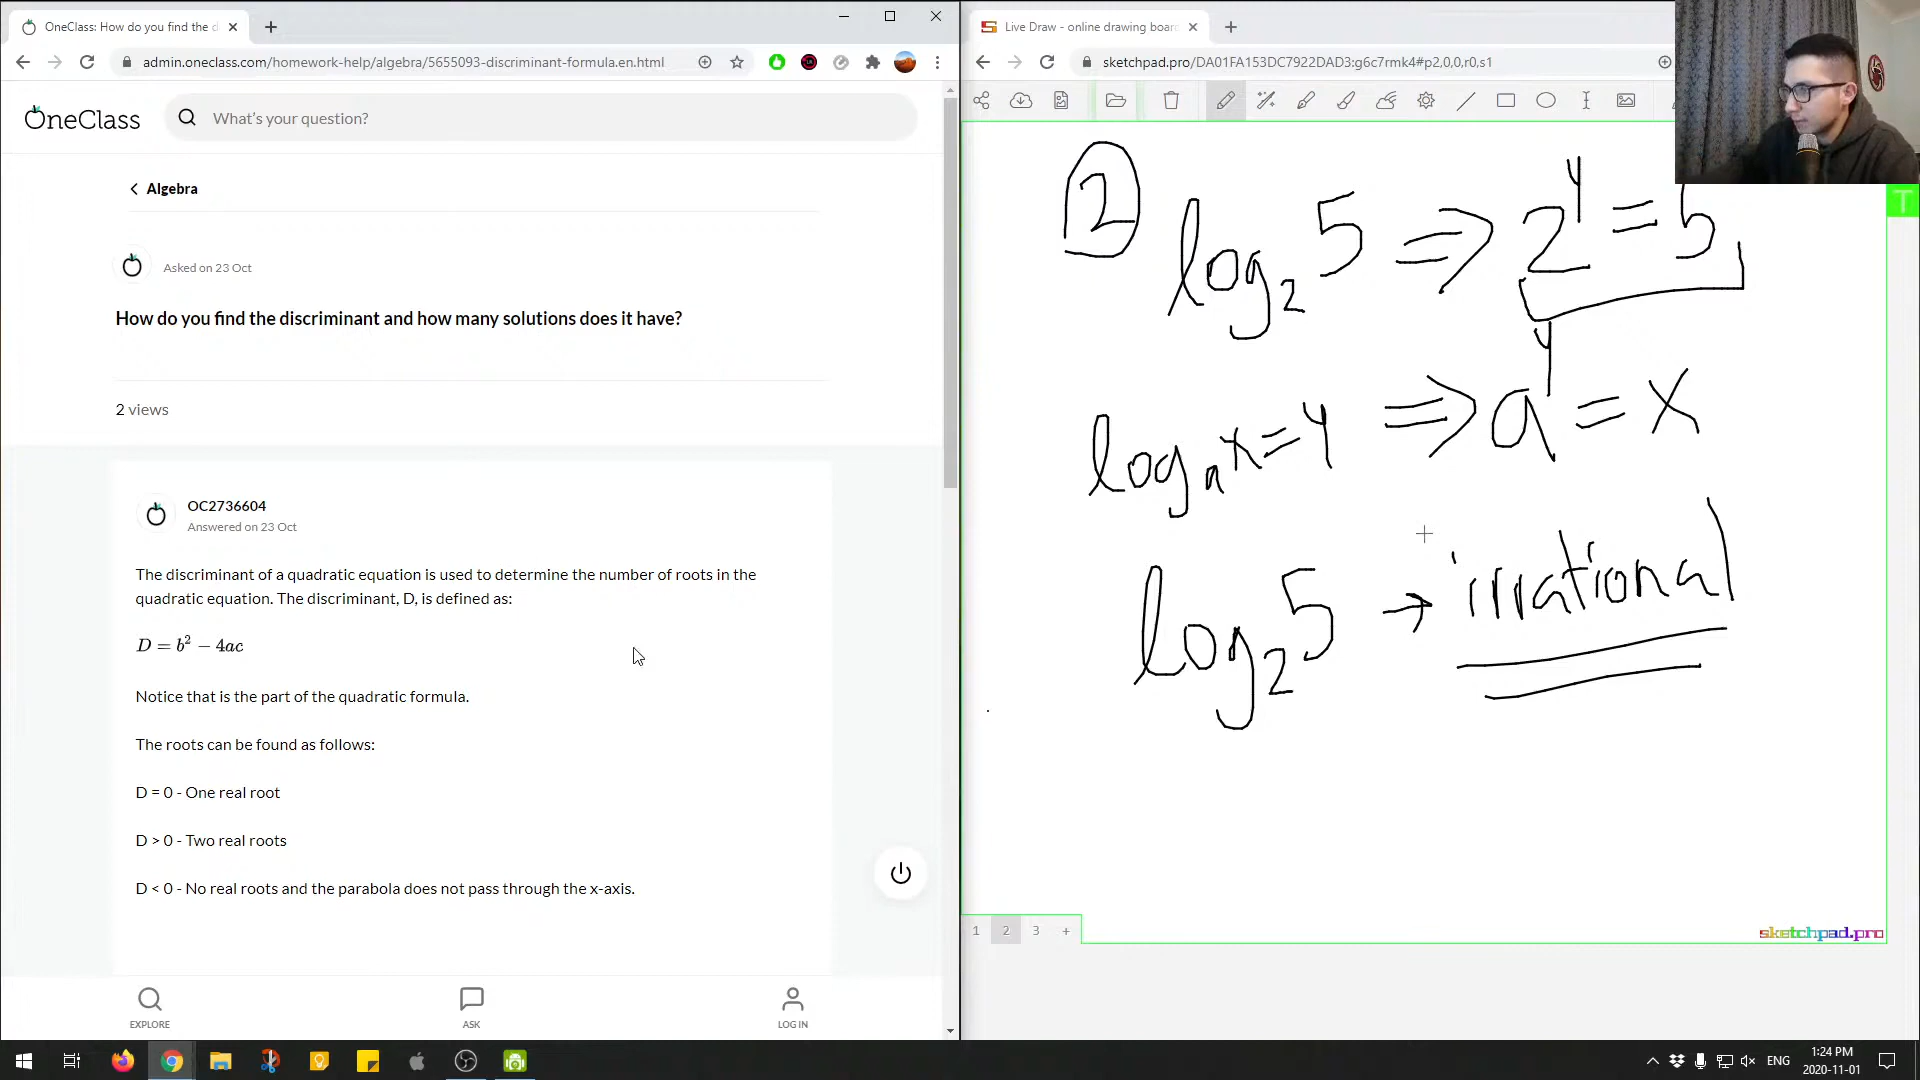 OneClass: How do you find the d
Live Draw - online drawing board
admin.oneclass.com/homework-help/algebra/5655093-discriminant-formula.en.html
sketchpad.pro/DA01FA153DC7922DAD3:g6c7rmk4#p2,0,0,r0,s1
OneClass
What's your question?
Algebra
Asked on 23 Oct
How do you find the discriminant and how many solutions does it have?
2 views
OC2736604
Answered on 23 Oct
The discriminant of a quadratic equation is used to determine the number of roots in the
quadratic equation. The discriminant, D, is defined as:
D = b² − 4ac
Notice that is the part of the quadratic formula.
The roots can be found as follows:
D = 0 - One real root
D > 0 - Two real roots
D < 0 - No real roots and the parabola does not pass through the x-axis.
EXPLORE
ASK
LOG IN
2
log₂ 5 => 2^y = 5
logₐ x = y => a^y = x
log₂ 5 → irrational
T
1 2 3 +
sketchpad.pro
ENG
1:24 PM
2020-11-01